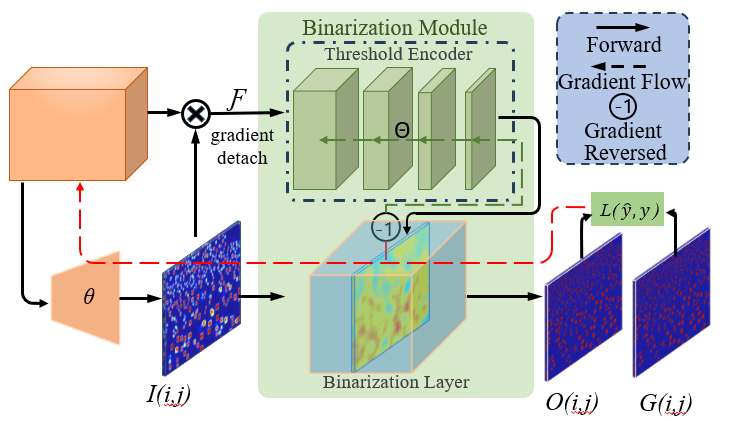 Binarization Module
Threshold Encoder
Θ
F
gradient
detach
Forward
Gradient Flow
-1
Gradient
Reversed
L(ŷ, y)
-1
θ
I(i,j)
Binarization Layer
O(i,j)
G(i,j)